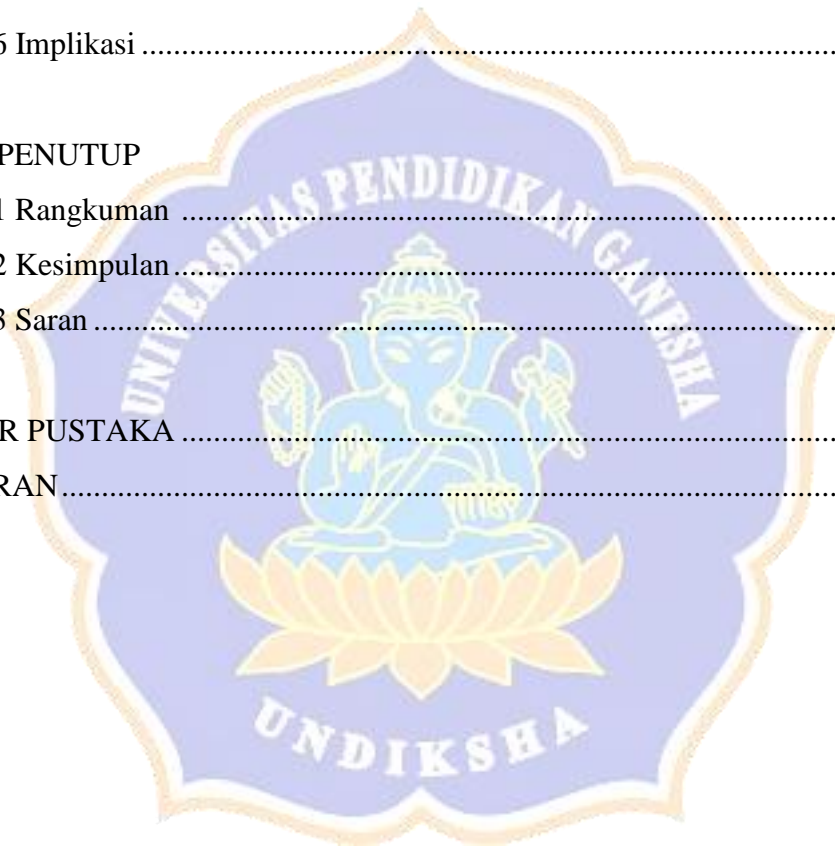 6 Implikasi ..........................................................................................
PENUTUP
1 Rangkuman ..........................................................................................
2 Kesimpulan ..........................................................................................
3 Saran ..........................................................................................
R PUSTAKA ..........................................................................................
RAN ..........................................................................................
UNIVERSITAS PENDIDIKAN GANESHA
UNDIKSHA